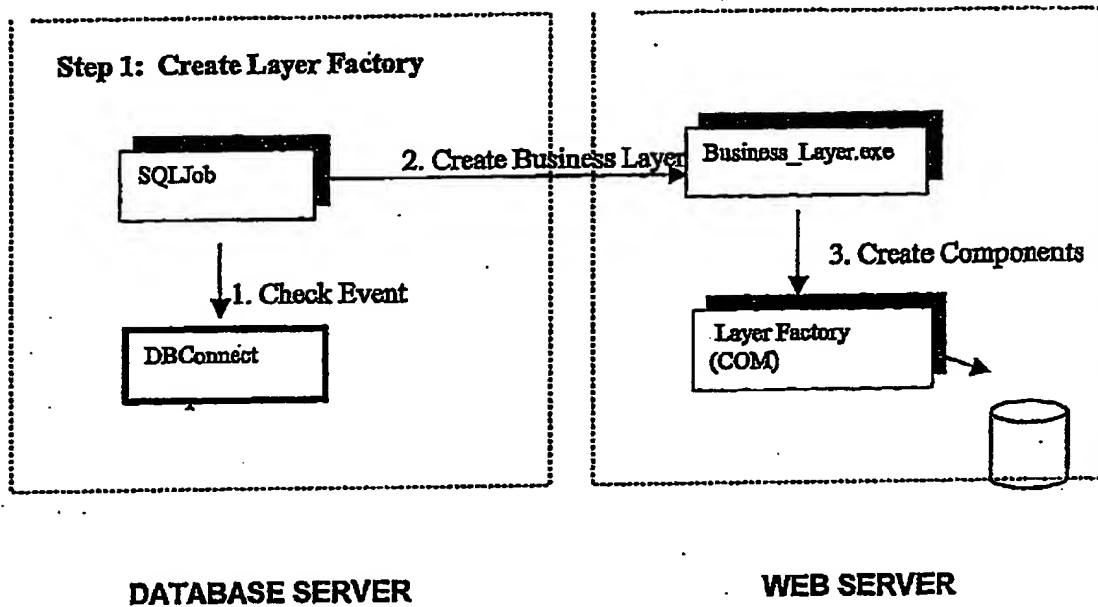 Step 1: Create Layer Factory
SQLJob
2. Create Business Layer
Business_Layer.exe
1. Check Event
3. Create Components
DBConnect
Layer Factory
(COM)
DATABASE SERVER
WEB SERVER